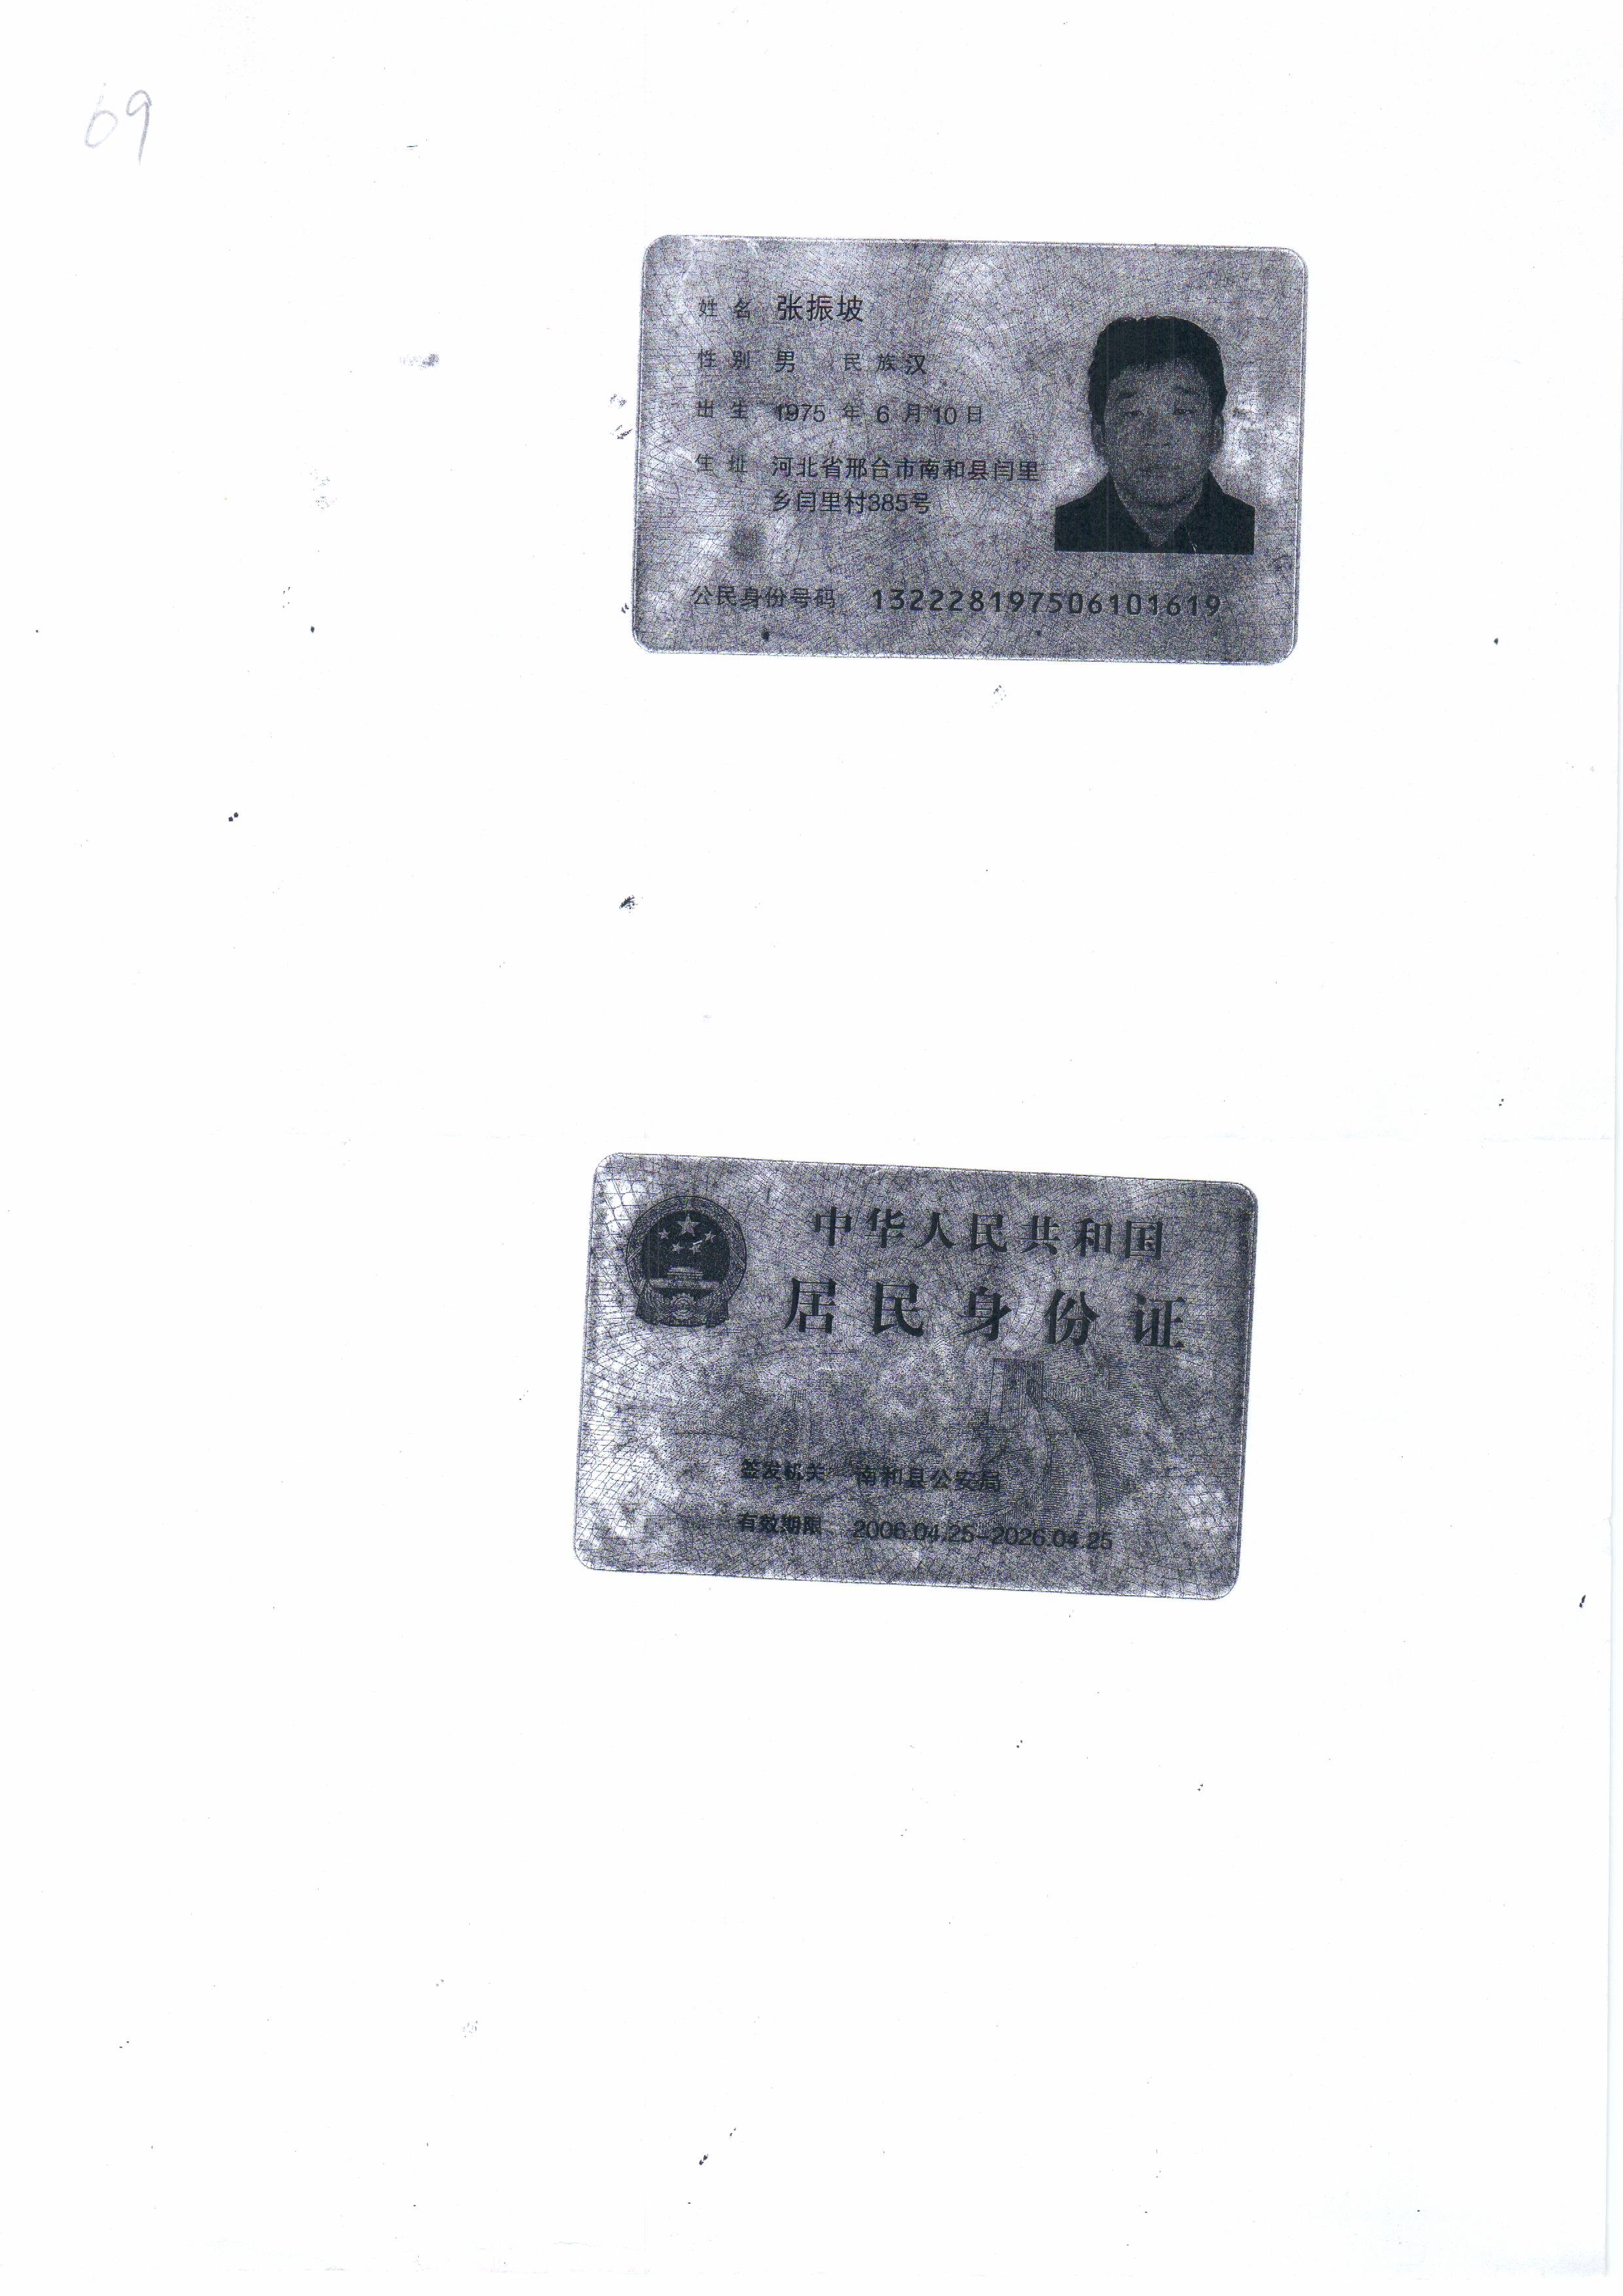 69
姓名 张振坡
性别 男 民族 汉
出生 1975 年 6 月 10 日
住址 河北省邢台市南和县闫里
乡闫里村385号
公民身份号码 132228197506101619
中华人民共和国
居民身份证
签发机关 南和县公安局
有效期限 2006.04.25-2026.04.25